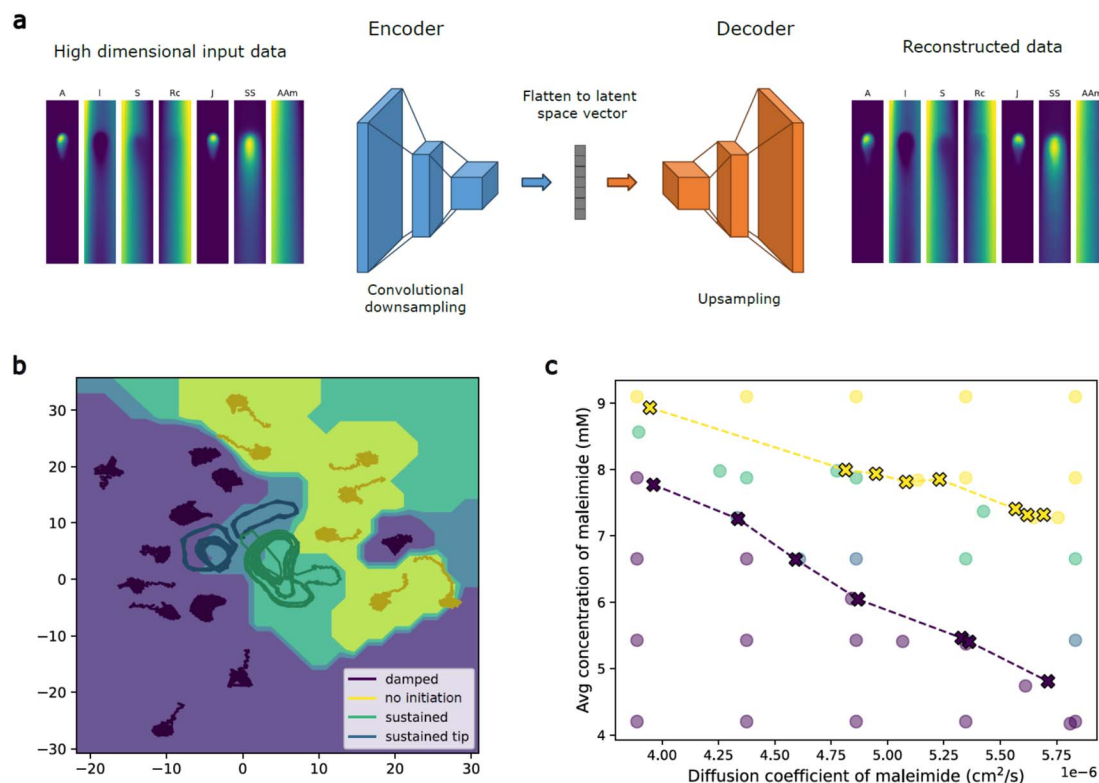 a
High dimensional input data
A I S Rc J SS AAm
Encoder
Convolutional
downsampling
Flatten to latent
space vector
Decoder
Upsampling
Reconstructed data
A I S Rc J SS AAm
b
30
20
10
0
−10
−20
−30
−20 −10 0 10 20 30
damped
no initiation
sustained
sustained tip
c
Avg concentration of maleimide (mM)
9
8
7
6
5
4
4.00 4.25 4.50 4.75 5.00 5.25 5.50 5.75
1e−6
Diffusion coefficient of maleimide (cm²/s)